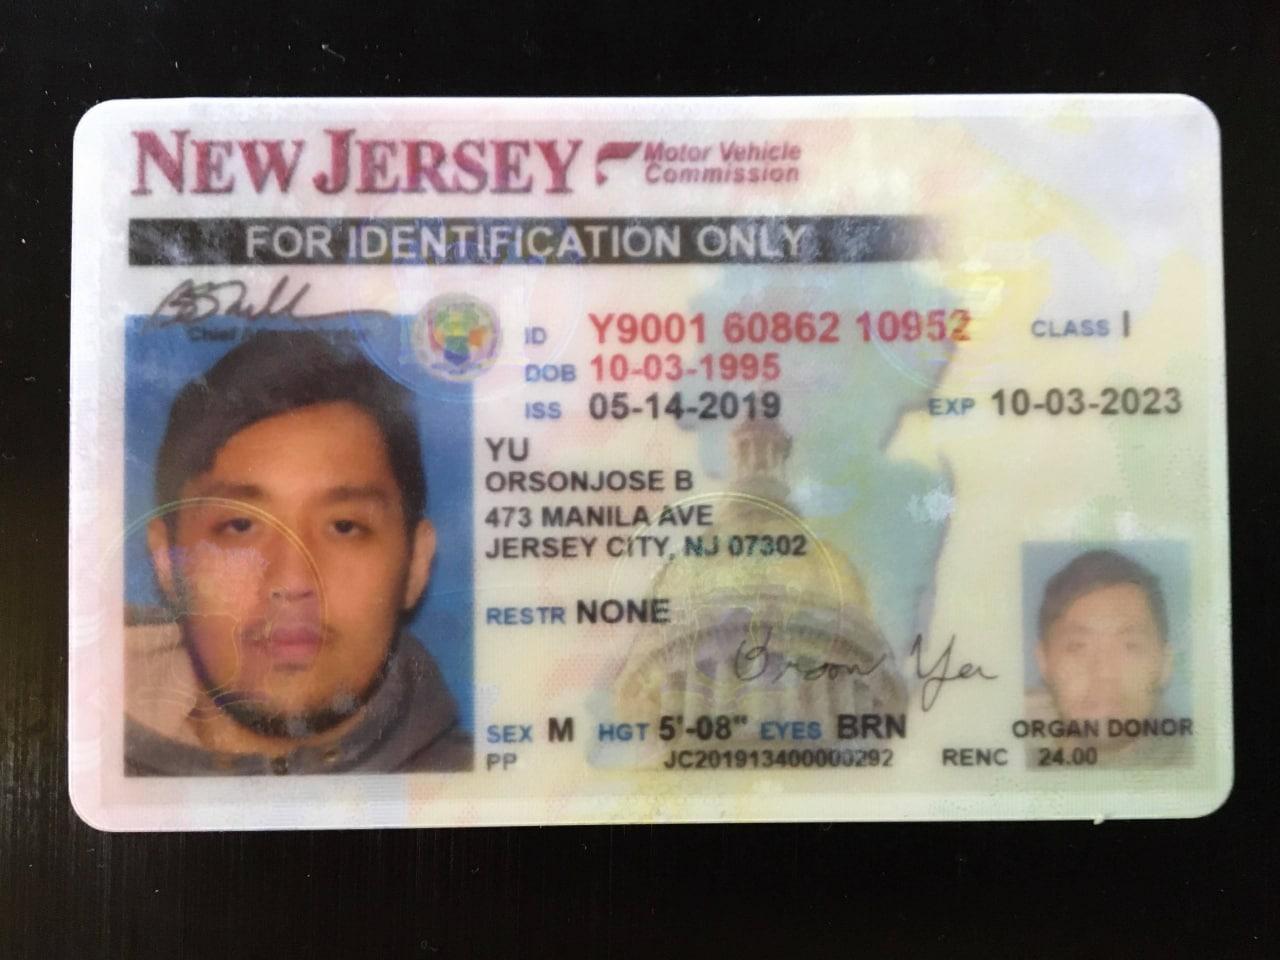 NEW JERSEY Motor Vehicle Commission
FOR IDENTIFICATION ONLY
ID Y9001 60862 10952 CLASS I
DOB 10-03-1995
ISS 05-14-2019 EXP 10-03-2023
YU
ORSONJOSE B
473 MANILA AVE
JERSEY CITY, NJ 07302
RESTR NONE
Orson Yu
SEX M HGT 5'-08" EYES BRN ORGAN DONOR
PP JC201913400000292 RENC 24.00